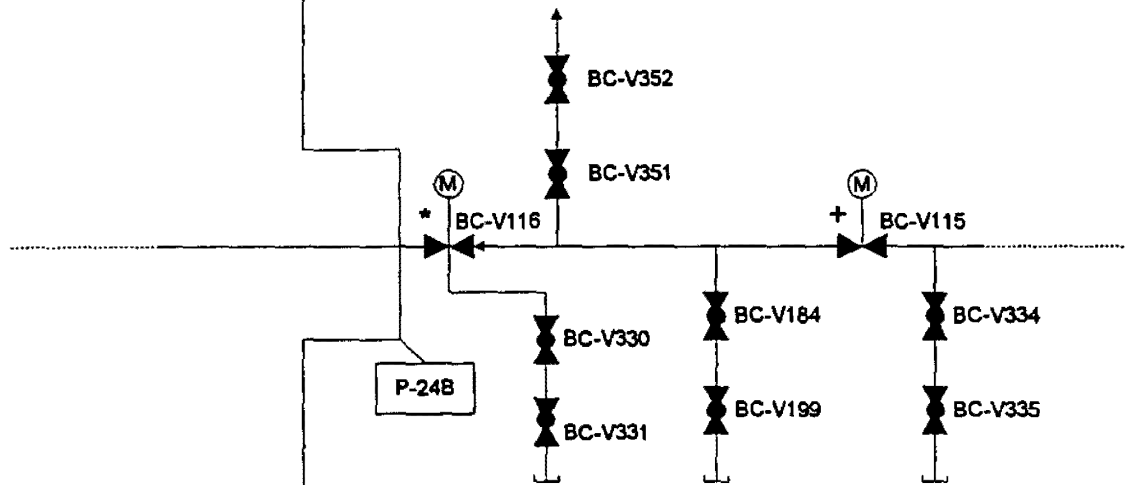 BC-V352
BC-V351
M
M
*
BC-V116
+
BC-V115
BC-V330
BC-V184
BC-V334
P-24B
BC-V331
BC-V199
BC-V335